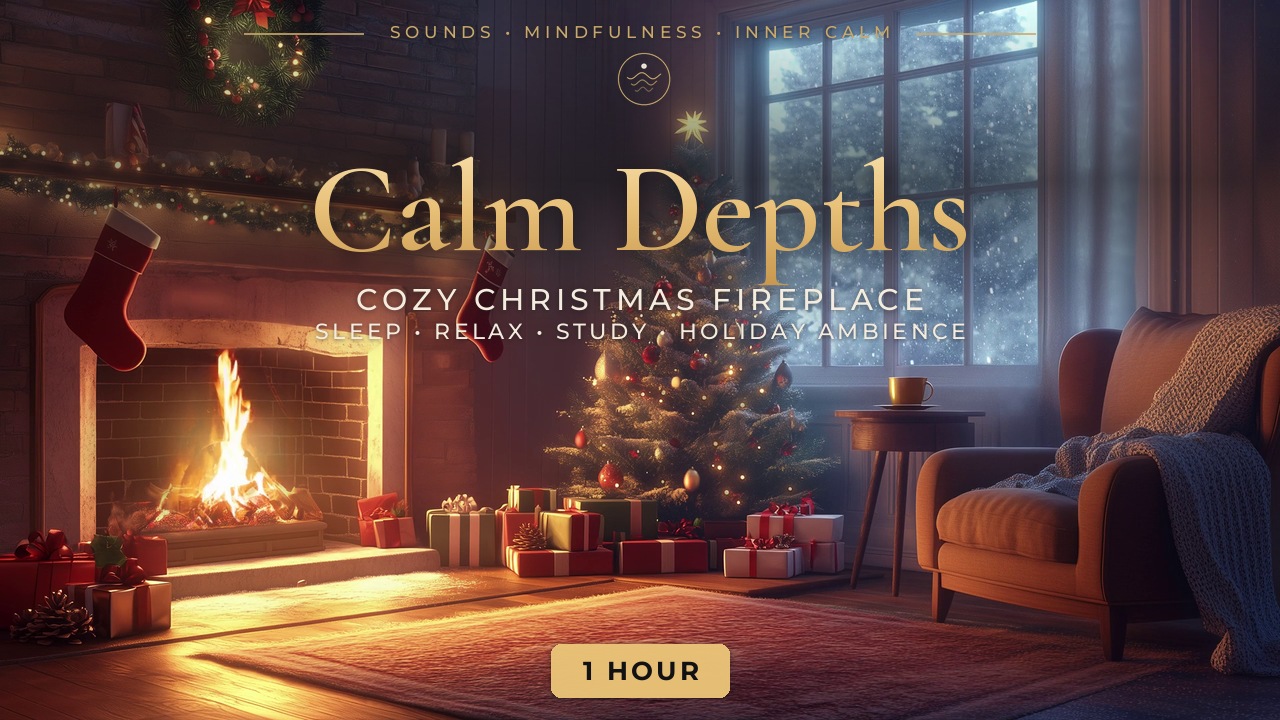 SOUNDS • MINDFULNESS • INNER CALM
Calm Depths
COZY CHRISTMAS FIREPLACE
SLEEP • RELAX • STUDY • HOLIDAY AMBIENCE
1 HOUR